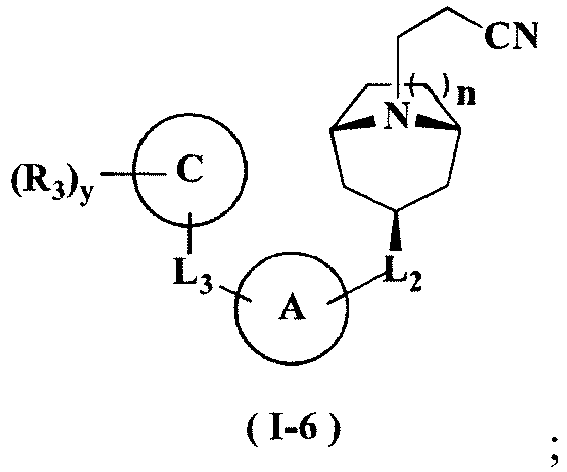 CN
N ( ) n
(R₃)y C
L₃ L₂
A
( I-6 ) ;